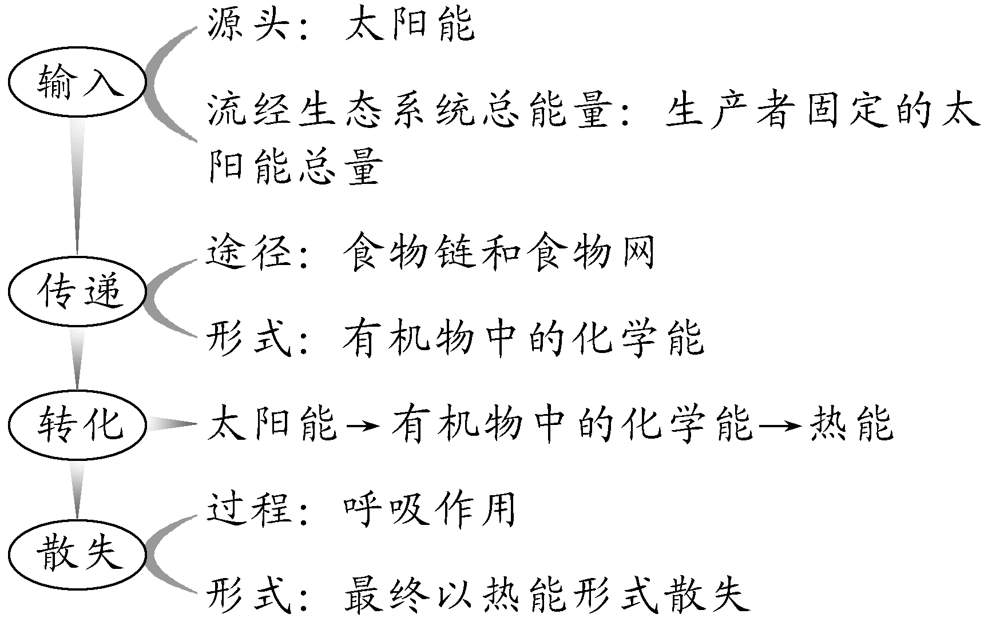 源头：太阳能
输入
流经生态系统总能量：生产者固定的太
阳能总量
途径：食物链和食物网
传递
形式：有机物中的化学能
转化
太阳能→有机物中的化学能→热能
过程：呼吸作用
散失
形式：最终以热能形式散失